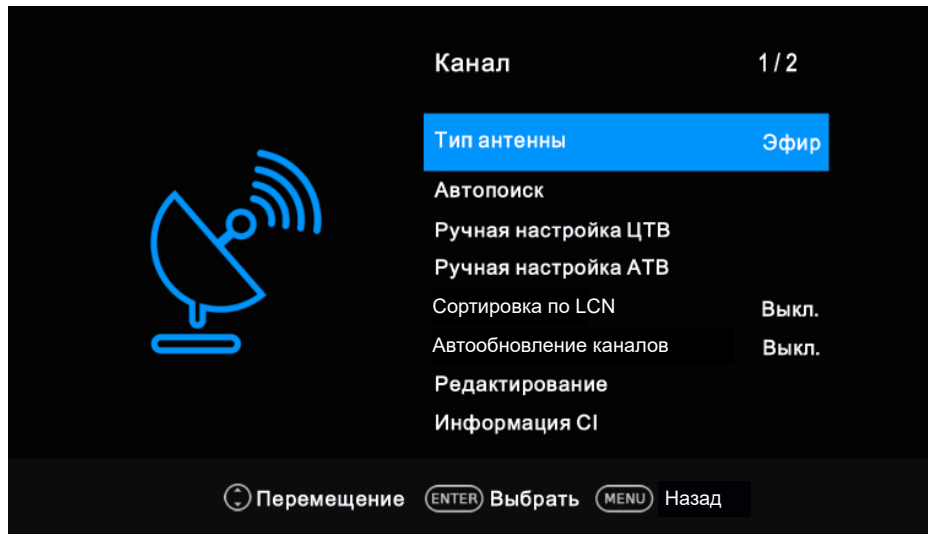 Канал 1/2
Тип антенны Эфир
Автопоиск
Ручная настройка ЦТВ
Ручная настройка АТВ
Сортировка по LCN Выкл.
Автообновление каналов Выкл.
Редактирование
Информация CI
Перемещение ENTER Выбрать MENU Назад